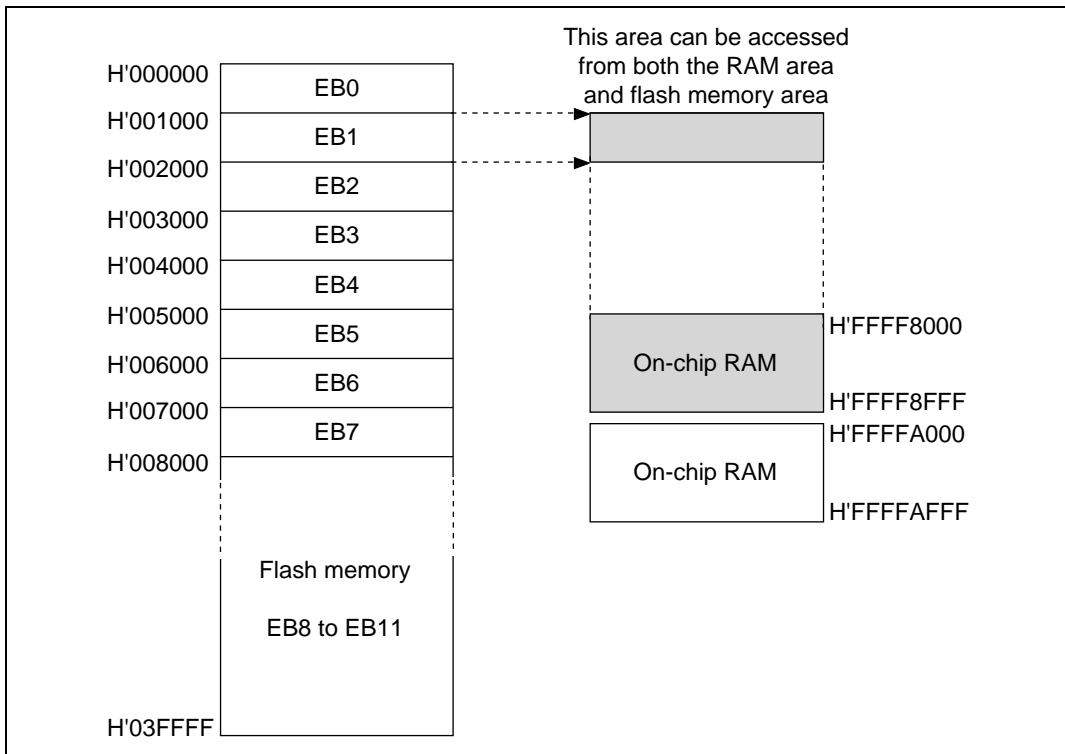 This area can be accessed
from both the RAM area
and flash memory area
H'000000
EB0
H'001000
EB1
H'002000
EB2
H'003000
EB3
H'004000
EB4
H'005000
EB5
H'006000
EB6
H'007000
EB7
H'008000
Flash memory
EB8 to EB11
H'03FFFF
H'FFFF8000
On-chip RAM
H'FFFF8FFF
H'FFFFA000
On-chip RAM
H'FFFFAFFF